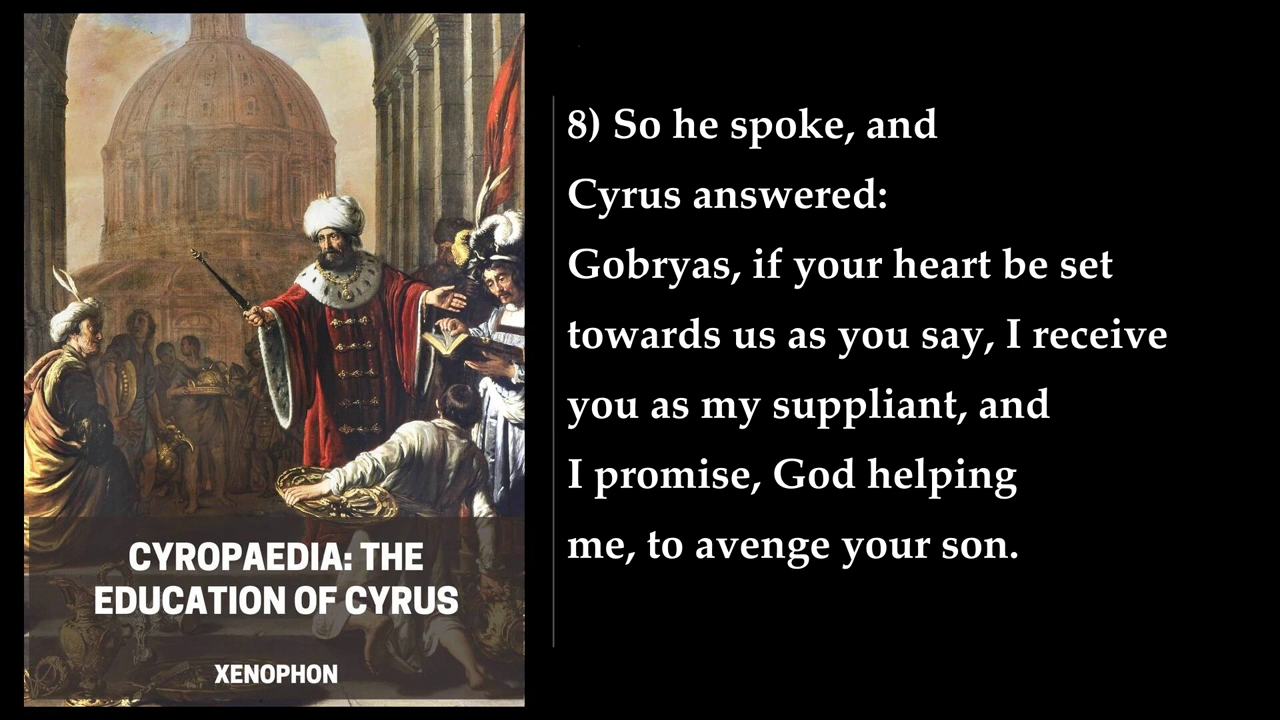 CYROPAEDIA: THE
EDUCATION OF CYRUS
XENOPHON
8) So he spoke, and
Cyrus answered:
Gobryas, if your heart be set
towards us as you say, I receive
you as my suppliant, and
I promise, God helping
me, to avenge your son.